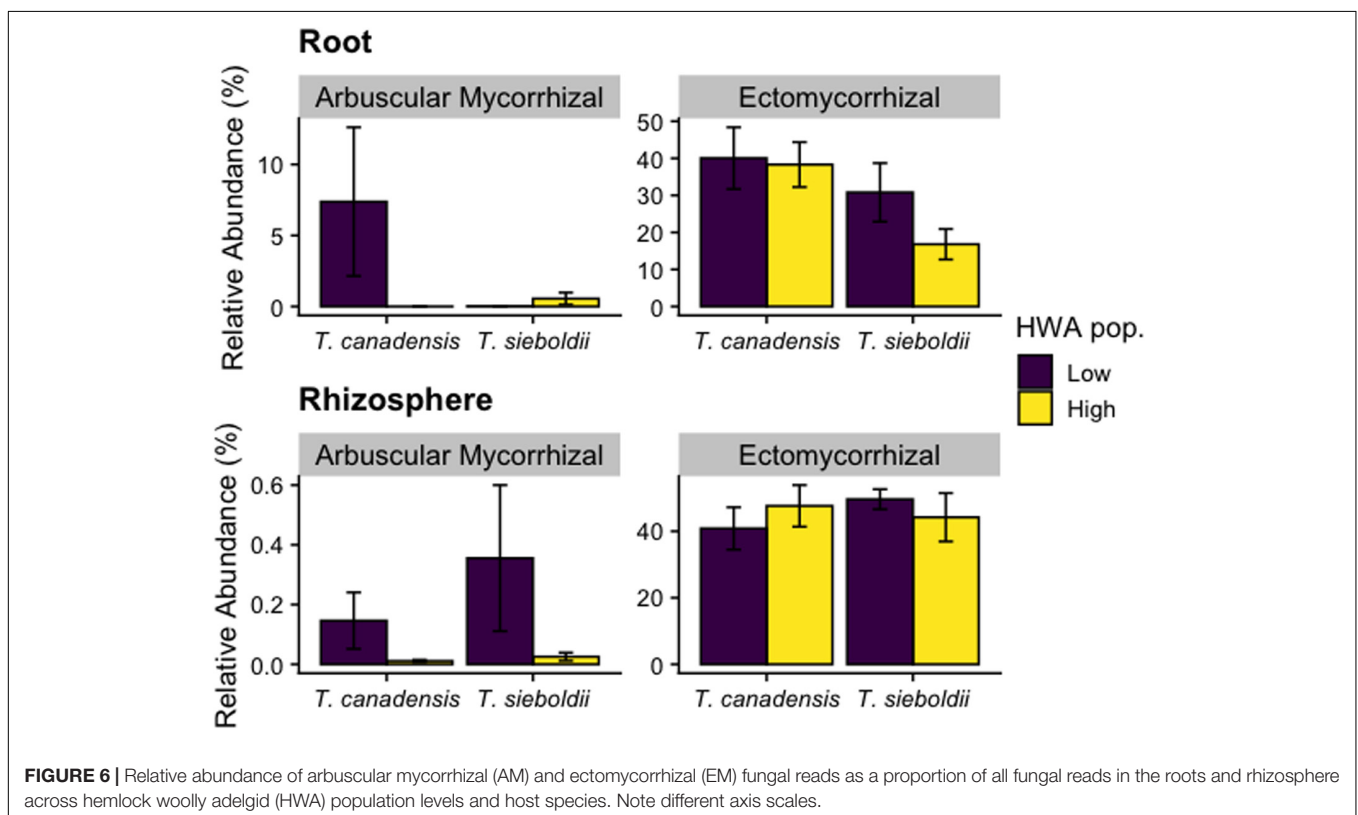 Root
Arbuscular Mycorrhizal
Ectomycorrhizal
Relative Abundance (%)
10
5
0
50
40
30
20
10
0
T. canadensis T. sieboldii
T. canadensis T. sieboldii
HWA pop.
Low
High
Rhizosphere
Arbuscular Mycorrhizal
Ectomycorrhizal
Relative Abundance (%)
0.6
0.4
0.2
0.0
40
20
0
T. canadensis T. sieboldii
T. canadensis T. sieboldii
FIGURE 6 | Relative abundance of arbuscular mycorrhizal (AM) and ectomycorrhizal (EM) fungal reads as a proportion of all fungal reads in the roots and rhizosphere
across hemlock woolly adelgid (HWA) population levels and host species. Note different axis scales.